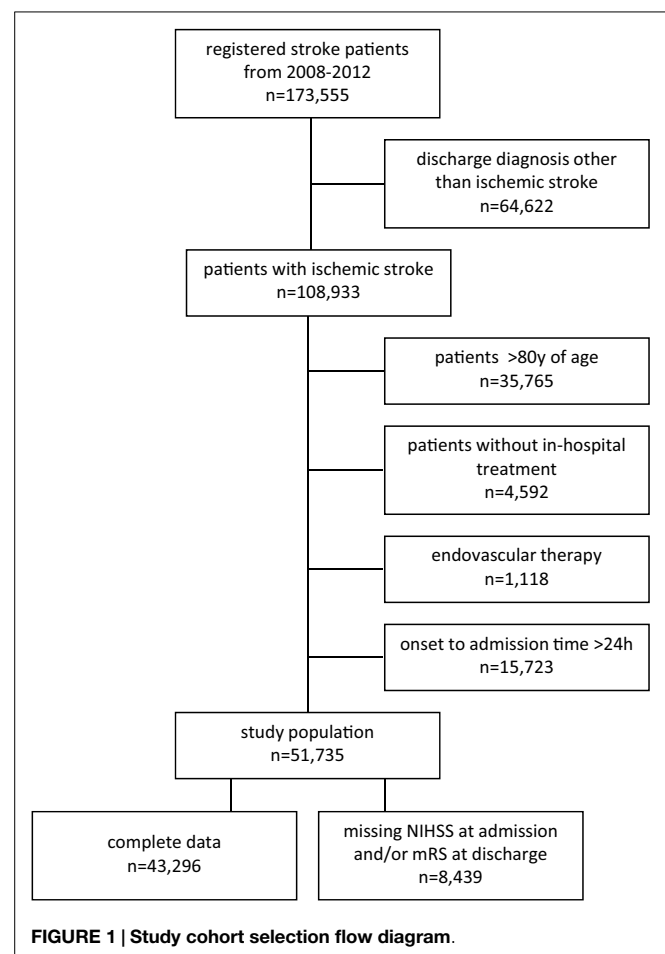 registered stroke patients
from 2008-2012
n=173,555
discharge diagnosis other
than ischemic stroke
n=64,622
patients with ischemic stroke
n=108,933
patients >80y of age
n=35,765
patients without in-hospital
treatment
n=4,592
endovascular therapy
n=1,118
onset to admission time >24h
n=15,723
study population
n=51,735
complete data
n=43,296
missing NIHSS at admission
and/or mRS at discharge
n=8,439
FIGURE 1 | Study cohort selection flow diagram.